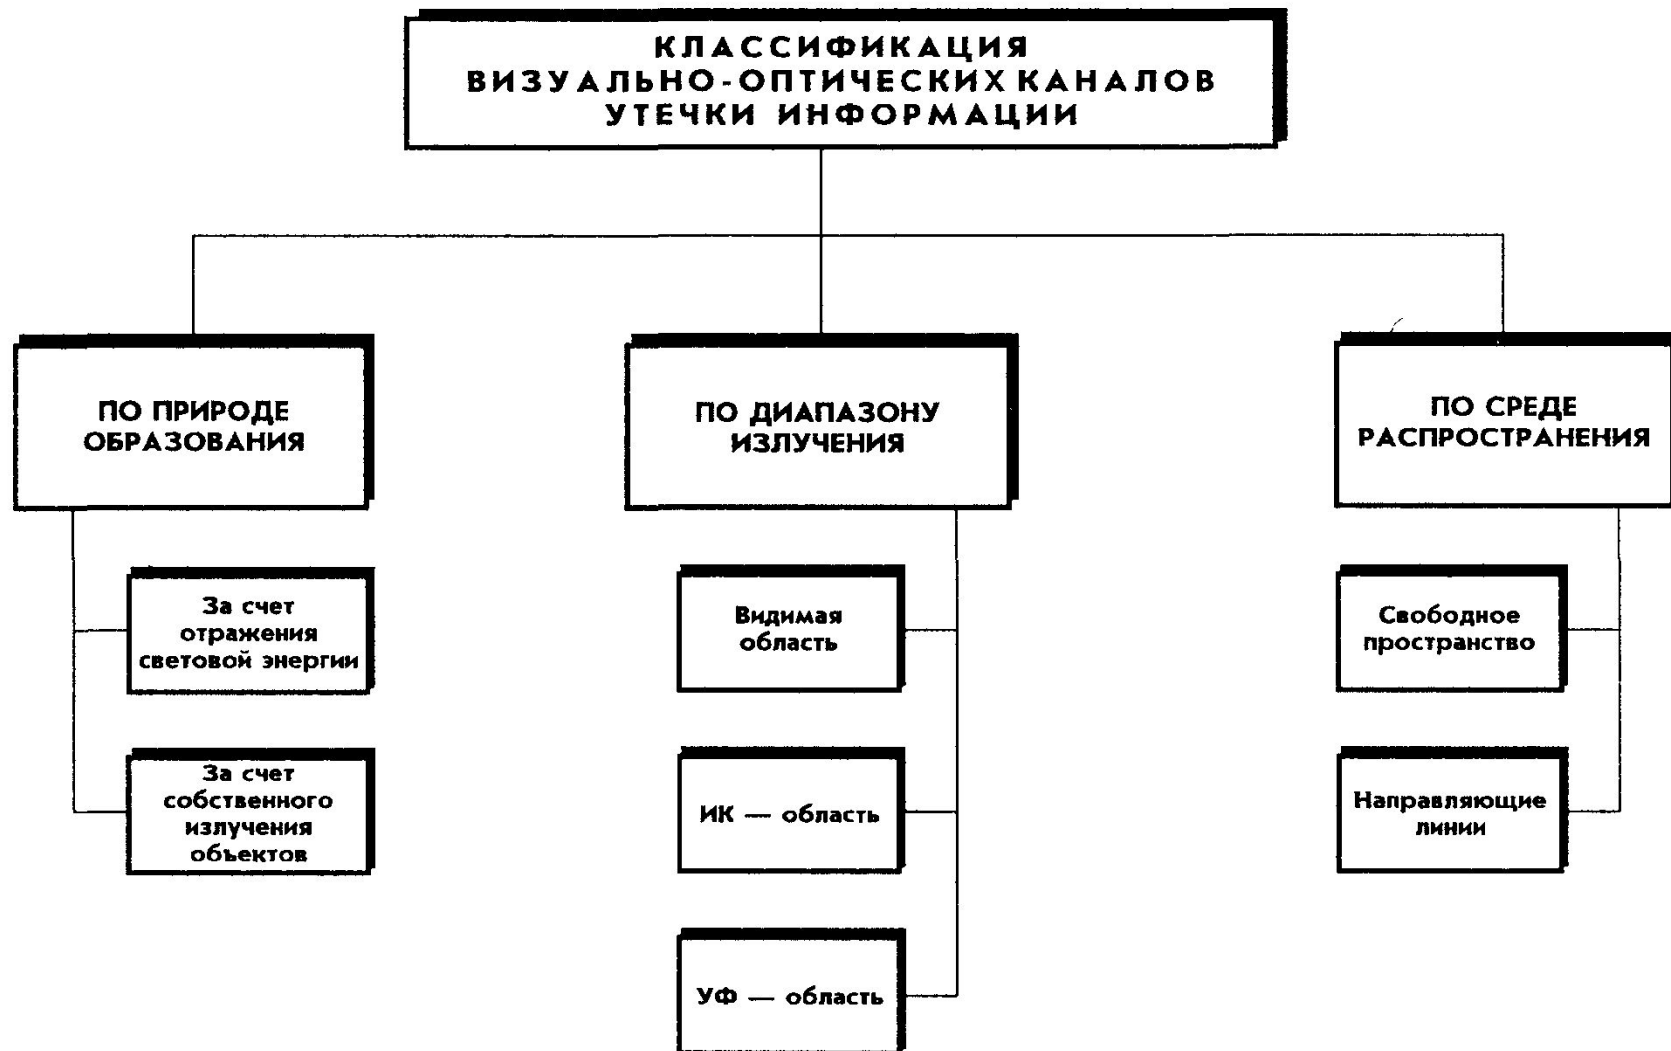 КЛАССИФИКАЦИЯ
ВИЗУАЛЬНО-ОПТИЧЕСКИХ КАНАЛОВ
УТЕЧКИ ИНФОРМАЦИИ
ПО ПРИРОДЕ
ОБРАЗОВАНИЯ
За счет
отражения
световой энергии
За счет
собственного
излучения
объектов
ПО ДИАПАЗОНУ
ИЗЛУЧЕНИЯ
Видимая
область
ИК — область
УФ — область
ПО СРЕДЕ
РАСПРОСТРАНЕНИЯ
Свободное
пространство
Направляющие
линии